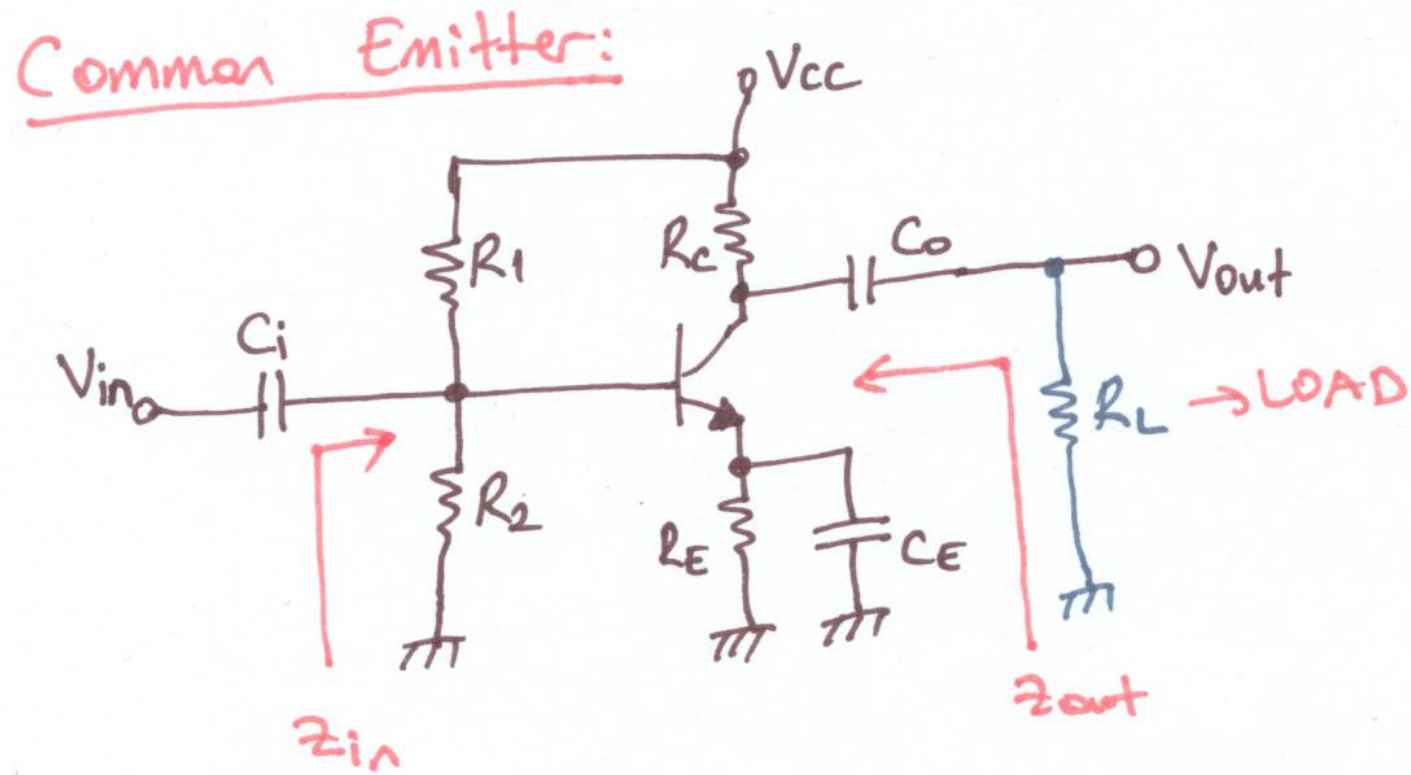 Common Emitter:
Vcc
R1
Rc
Co
Vout
Ci
Vin
RL → LOAD
R2
RE
CE
Zout
Zin